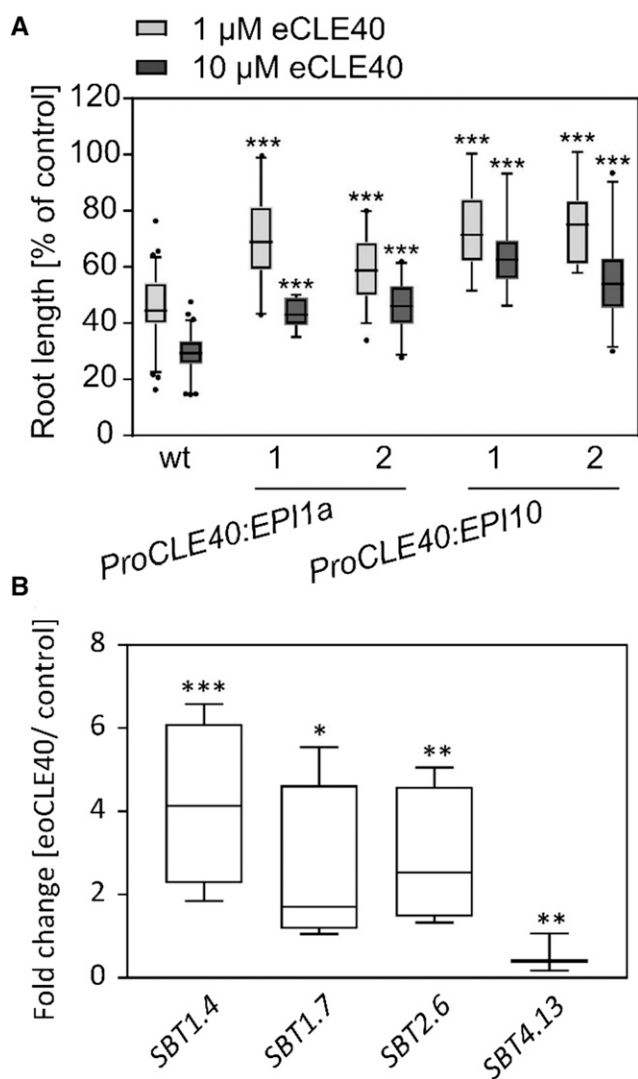 A
1 µM eCLE40
10 µM eCLE40
Root length [% of control]
120
100
80
60
40
20
0
*** *** *** *** *** *** *** ***
wt 1 2 1 2
ProCLE40:EPI1a ProCLE40:EPI10
B
Fold change [eoCLE40/ control]
8
6
4
2
0
*** * ** **
SBT1.4 SBT1.7 SBT2.6 SBT4.13